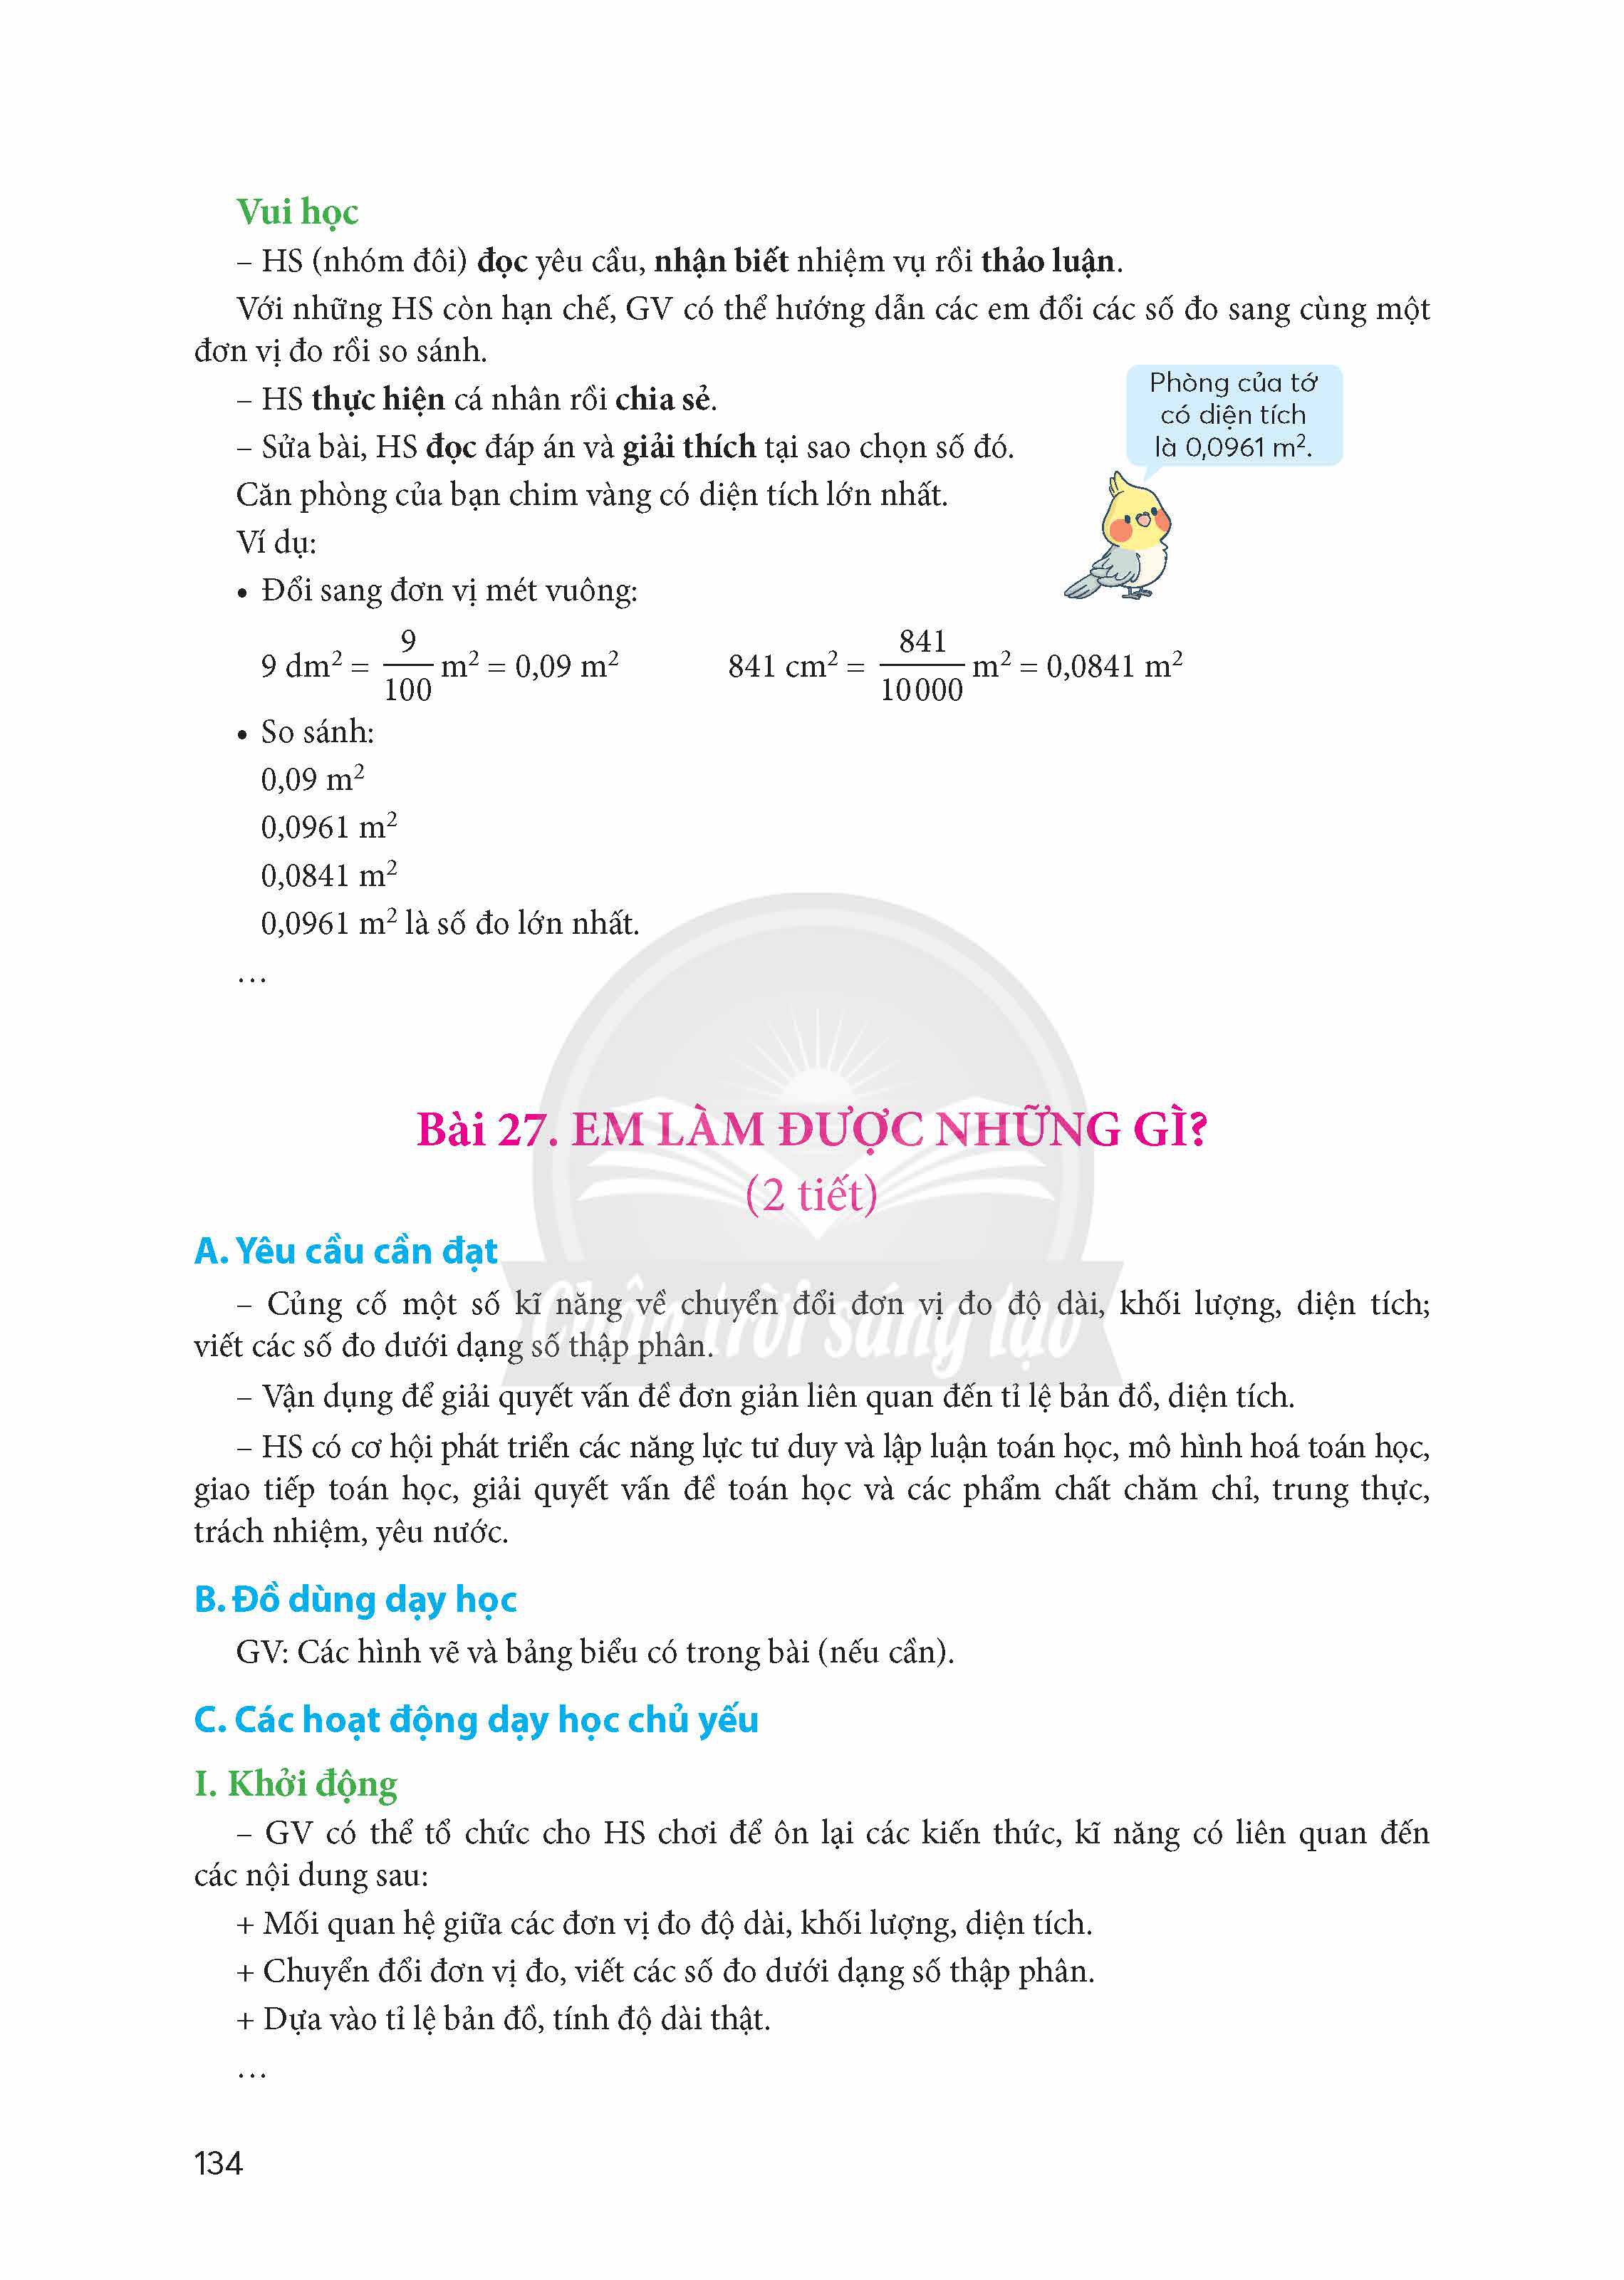 Vui học
– HS (nhóm đôi) đọc yêu cầu, nhận biết nhiệm vụ rồi thảo luận.
Với những HS còn hạn chế, GV có thể hướng dẫn các em đổi các số đo sang cùng một
đơn vị đo rồi so sánh.
– HS thực hiện cá nhân rồi chia sẻ.
– Sửa bài, HS đọc đáp án và giải thích tại sao chọn số đó.
Phòng của tớ
có diện tích
là 0,0961 m².
Căn phòng của bạn chim vàng có diện tích lớn nhất.
Ví dụ:
• Đổi sang đơn vị mét vuông:
9 dm² = 9/100 m² = 0,09 m² 841 cm² = 841/10 000 m² = 0,0841 m²
• So sánh:
0,09 m²
0,0961 m²
0,0841 m²
0,0961 m² là số đo lớn nhất.
…
Bài 27. EM LÀM ĐƯỢC NHỮNG GÌ?
(2 tiết)
A. Yêu cầu cần đạt
Chân trời sáng tạo
– Củng cố một số kĩ năng về chuyển đổi đơn vị đo độ dài, khối lượng, diện tích;
viết các số đo dưới dạng số thập phân.
– Vận dụng để giải quyết vấn đề đơn giản liên quan đến tỉ lệ bản đồ, diện tích.
– HS có cơ hội phát triển các năng lực tư duy và lập luận toán học, mô hình hoá toán học,
giao tiếp toán học, giải quyết vấn đề toán học và các phẩm chất chăm chỉ, trung thực,
trách nhiệm, yêu nước.
B. Đồ dùng dạy học
GV: Các hình vẽ và bảng biểu có trong bài (nếu cần).
C. Các hoạt động dạy học chủ yếu
I. Khởi động
– GV có thể tổ chức cho HS chơi để ôn lại các kiến thức, kĩ năng có liên quan đến
các nội dung sau:
+ Mối quan hệ giữa các đơn vị đo độ dài, khối lượng, diện tích.
+ Chuyển đổi đơn vị đo, viết các số đo dưới dạng số thập phân.
+ Dựa vào tỉ lệ bản đồ, tính độ dài thật.
…
134